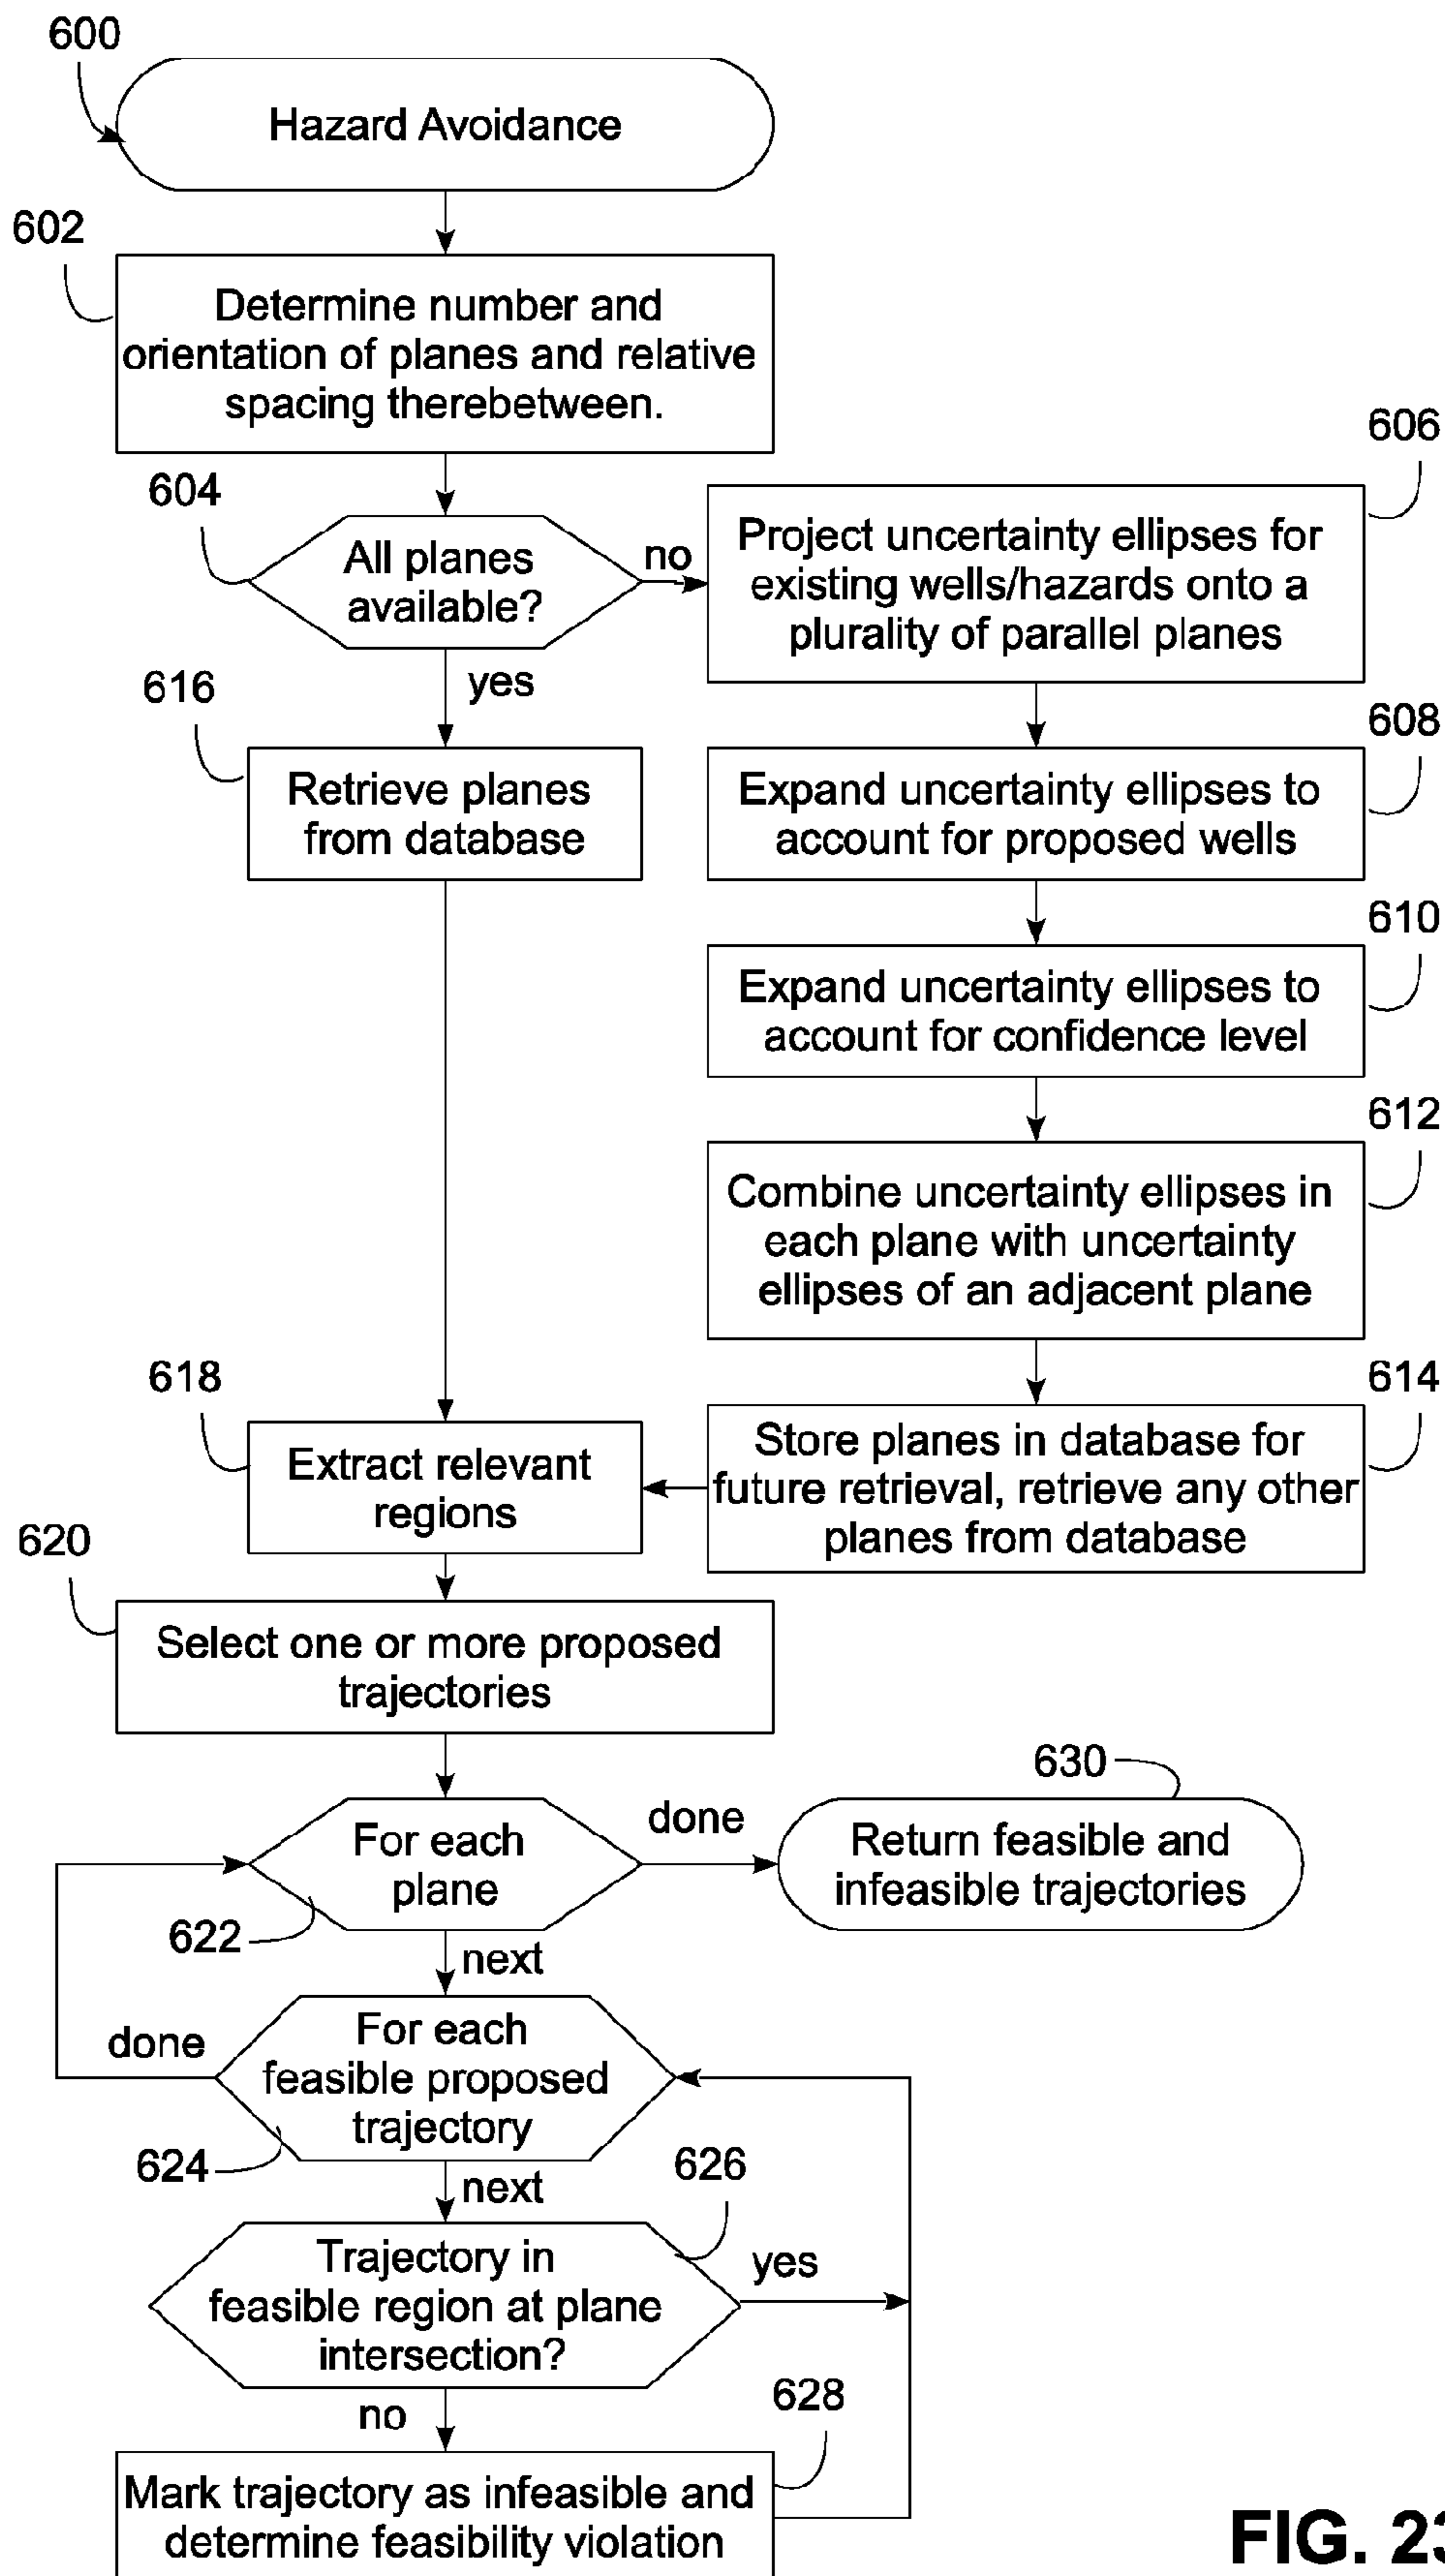 600
Hazard Avoidance
602
Determine number and
orientation of planes and relative
spacing therebetween.
604
All planes
available?
no
yes
606
Project uncertainty ellipses for
existing wells/hazards onto a
plurality of parallel planes
616
Retrieve planes
from database
608
Expand uncertainty ellipses to
account for proposed wells
610
Expand uncertainty ellipses to
account for confidence level
612
Combine uncertainty ellipses in
each plane with uncertainty
ellipses of an adjacent plane
614
Store planes in database for
future retrieval, retrieve any other
planes from database
618
Extract relevant
regions
620
Select one or more proposed
trajectories
622
For each
plane
done
next
630
Return feasible and
infeasible trajectories
624
For each
feasible proposed
trajectory
done
next
626
Trajectory in
feasible region at plane
intersection?
yes
no
628
Mark trajectory as infeasible and
determine feasibility violation
FIG. 23